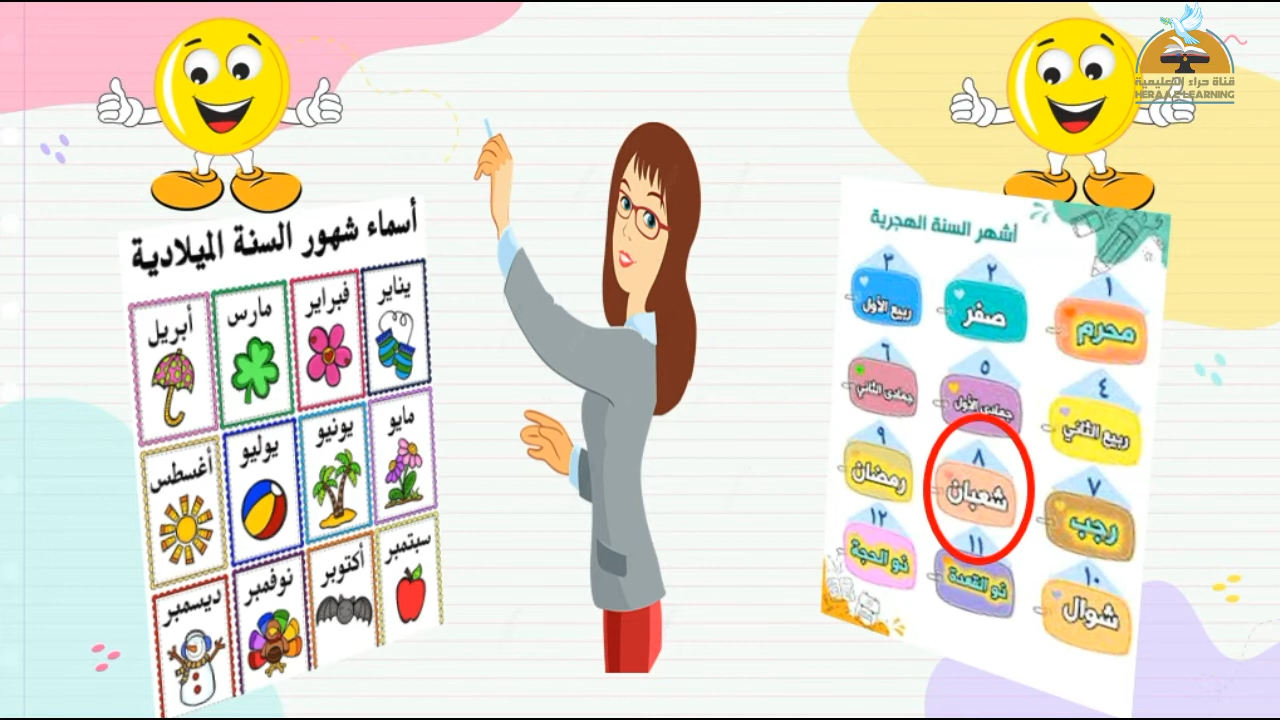 قناة حراء التعليمية
HERAA E-LEARNING
أسماء شهور السنة الميلادية
يناير
فبراير
مارس
أبريل
مايو
يونيو
يوليو
أغسطس
سبتمبر
أكتوبر
نوفمبر
ديسمبر
أشهر السنة الهجرية
١
محرم
٢
صفر
٣
ربيع الأول
٤
ربيع الثاني
٥
جمادى الأول
٦
جمادى الثاني
٧
رجب
٨
شعبان
٩
رمضان
١٠
شوال
١١
ذو القعدة
١٢
ذو الحجة